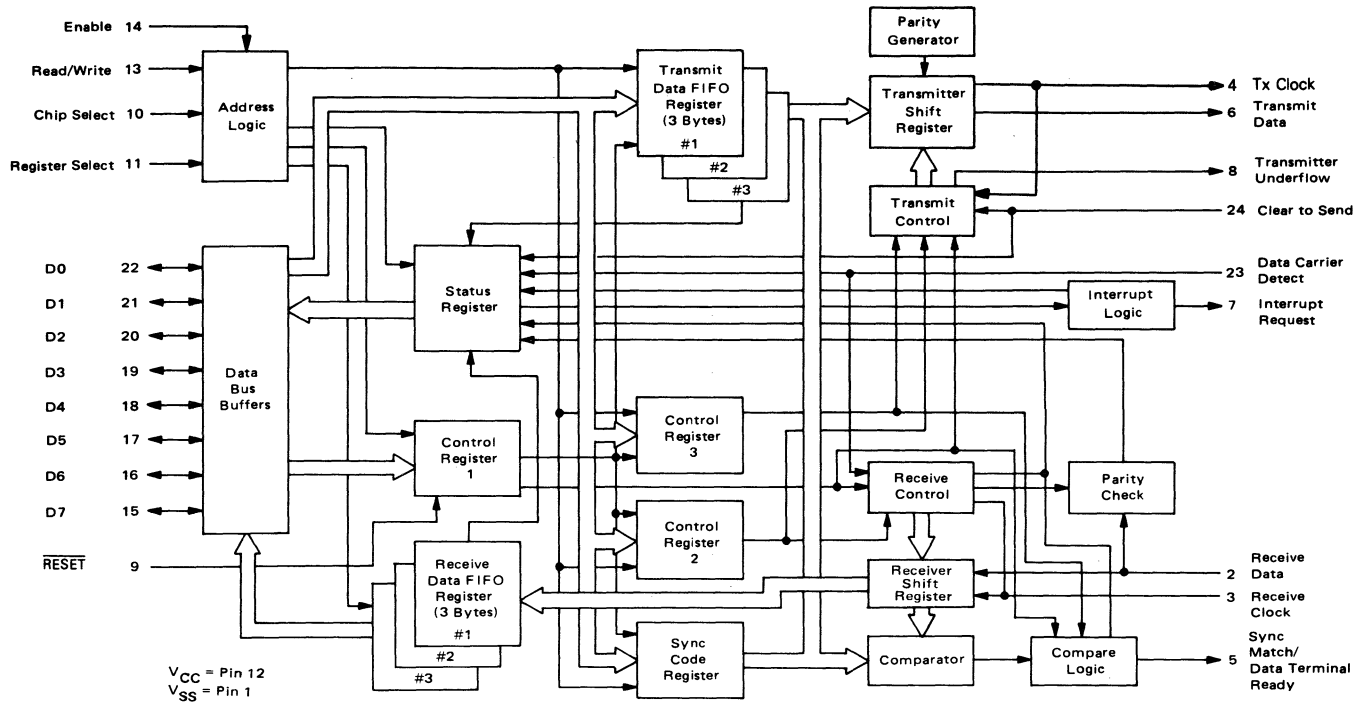 Enable 14
Read/Write 13
Chip Select 10
Register Select 11
Address
Logic
Transmit
Data FIFO
Register
(3 Bytes)
#1
#2
#3
Parity
Generator
Transmitter
Shift
Register
Transmit
Control
4 Tx Clock
6 Transmit
Data
8 Transmitter
Underflow
24 Clear to Send
23 Data Carrier
Detect
Interrupt
Logic
7 Interrupt
Request
D0 22
D1 21
D2 20
D3 19
D4 18
D5 17
D6 16
D7 15
RESET 9
Data
Bus
Buffers
Status
Register
Control
Register
1
Control
Register
3
Control
Register
2
Receive
Control
Parity
Check
Receive
Data FIFO
Register
(3 Bytes)
#1
#2
#3
Receiver
Shift
Register
2 Receive
Data
3 Receive
Clock
Sync
Code
Register
Comparator
Compare
Logic
5 Sync
Match/
Data Terminal
Ready
VCC = Pin 12
VSS = Pin 1